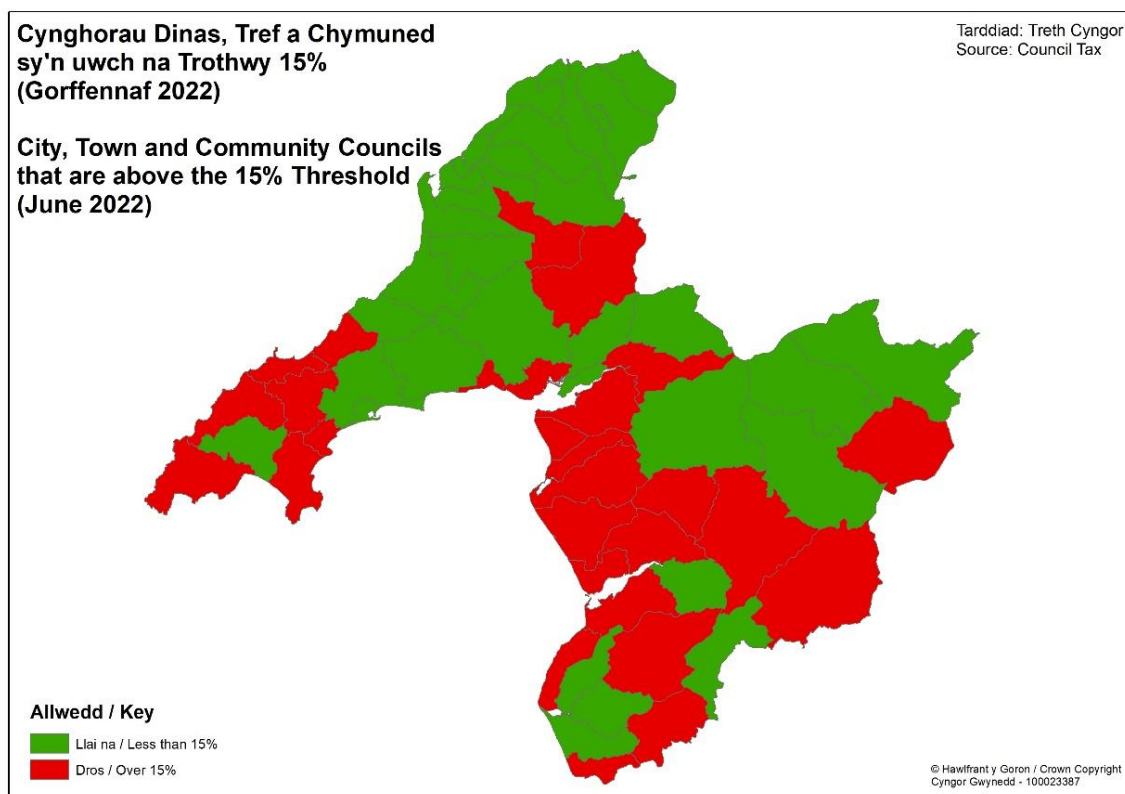 Cynghorau Dinas, Tref a Chymuned
sy'n uwch na Trothwy 15%
(Gorffennaf 2022)
City, Town and Community Councils
that are above the 15% Threshold
(June 2022)
Tarddiad: Treth Cyngor
Source: Council Tax
Allwedd / Key
Llai na / Less than 15%
Dros / Over 15%
© Hawlfraint y Goron / Crown Copyright
Cyngor Gwynedd - 100023387